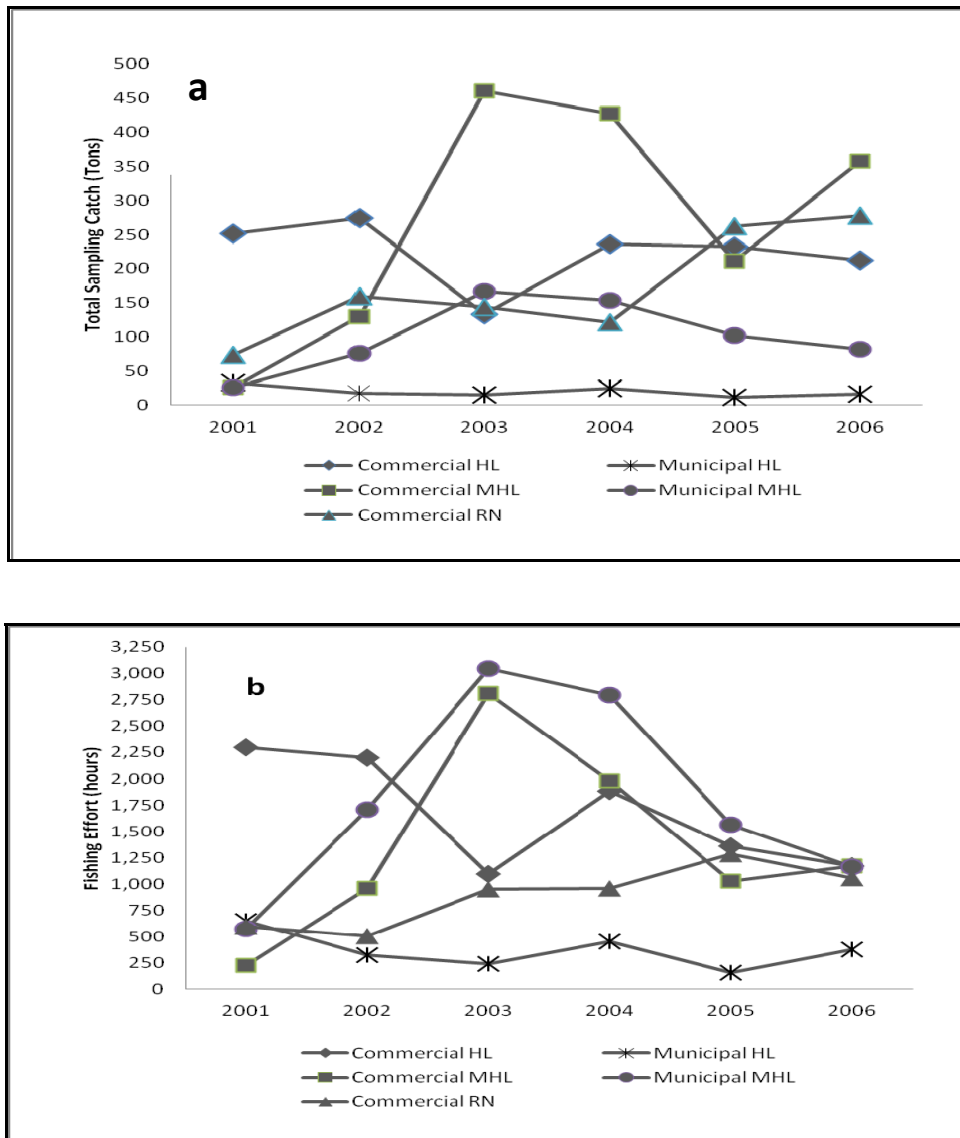 a
Total Sampling Catch (Tons)
500
450
400
350
300
250
200
150
100
50
0
2001 2002 2003 2004 2005 2006
Commercial HL Municipal HL
Commercial MHL Municipal MHL
Commercial RN
b
Fishing Effort (hours)
3,250
3,000
2,750
2,500
2,250
2,000
1,750
1,500
1,250
1,000
750
500
250
0
2001 2002 2003 2004 2005 2006
Commercial HL Municipal HL
Commercial MHL Municipal MHL
Commercial RN